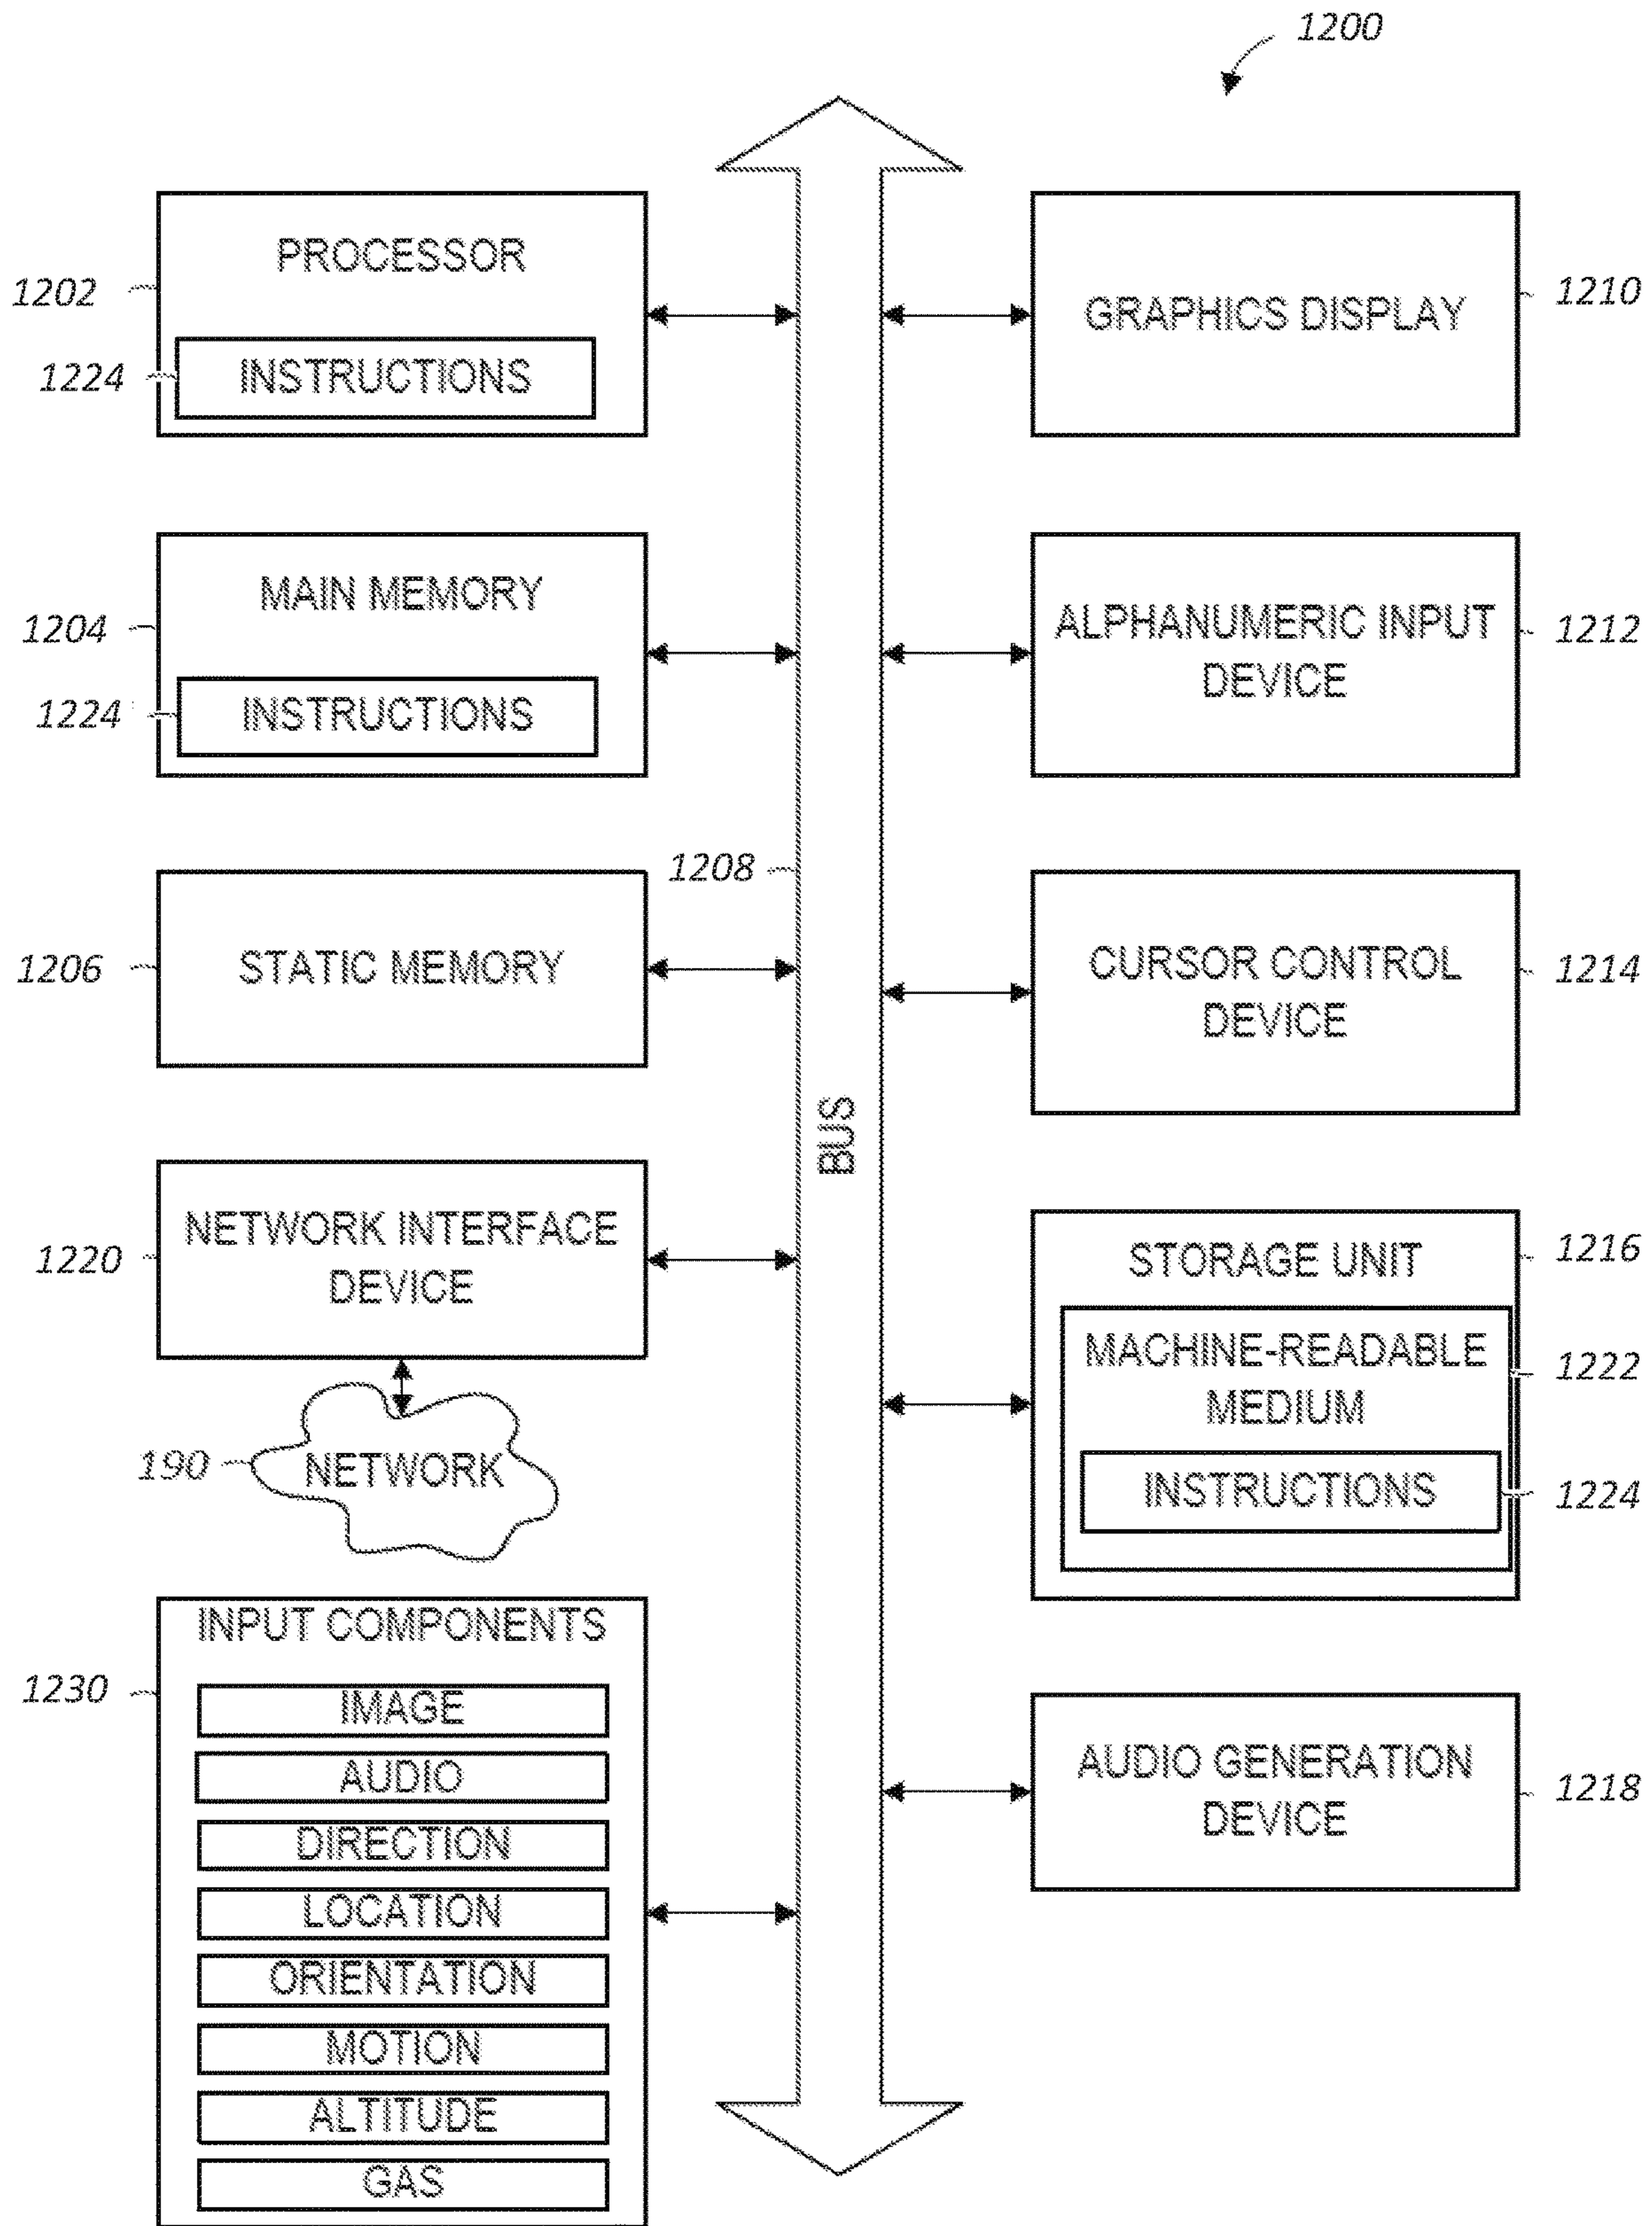 1200
PROCESSOR
1202
INSTRUCTIONS
1224
MAIN MEMORY
1204
INSTRUCTIONS
1224
1208
STATIC MEMORY
1206
BUS
NETWORK INTERFACE
DEVICE
1220
190
NETWORK
INPUT COMPONENTS
1230
IMAGE
AUDIO
DIRECTION
LOCATION
ORIENTATION
MOTION
ALTITUDE
GAS
GRAPHICS DISPLAY
1210
ALPHANUMERIC INPUT
DEVICE
1212
CURSOR CONTROL
DEVICE
1214
STORAGE UNIT
1216
MACHINE-READABLE
MEDIUM
1222
INSTRUCTIONS
1224
AUDIO GENERATION
DEVICE
1218